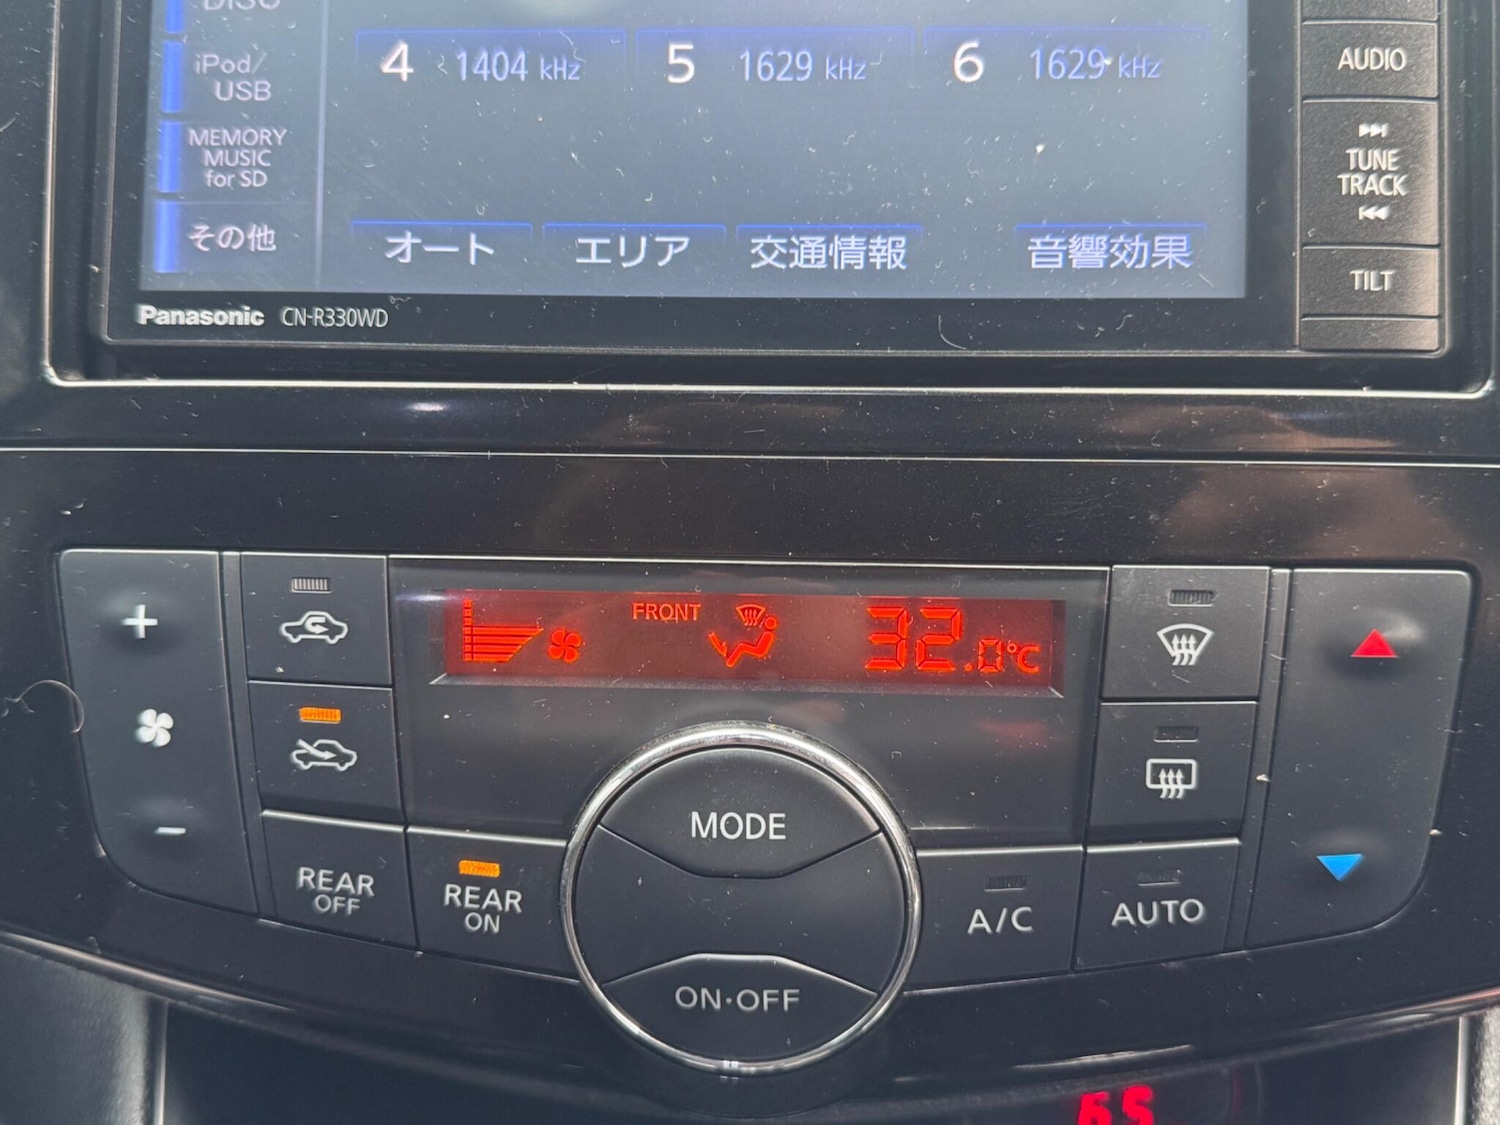 DISC
4 1404 kHz 5 1629 kHz 6 1629 kHz
AUDIO
iPod/
USB
MEMORY
MUSIC
for SD
TUNE
TRACK
その他 オート エリア 交通情報 音響効果
TILT
Panasonic CN-R330WD
FRONT 32.0°C
MODE
REAR
OFF
REAR
ON
A/C AUTO
ON·OFF